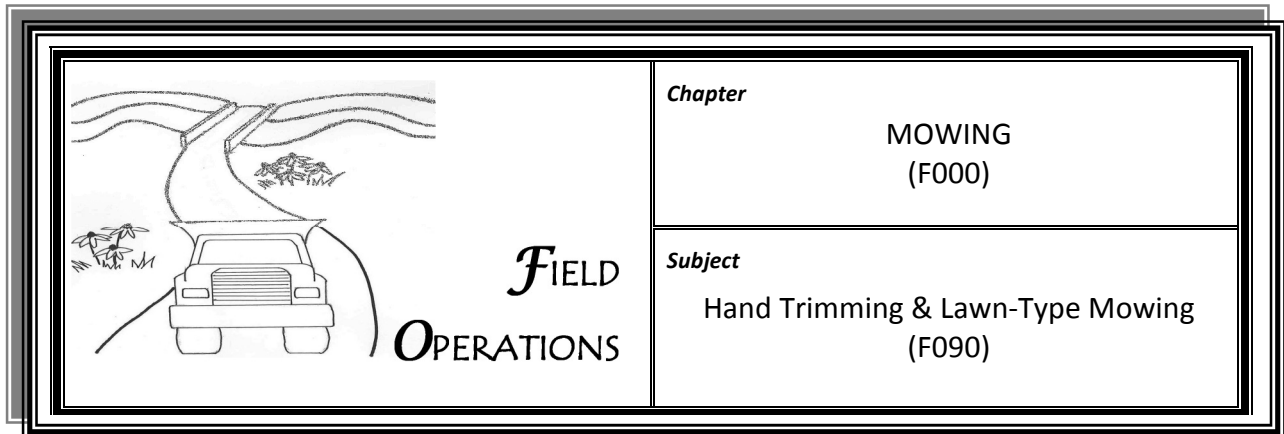 FIELD
OPERATIONS
Chapter
MOWING
(F000)
Subject
Hand Trimming & Lawn-Type Mowing
(F090)